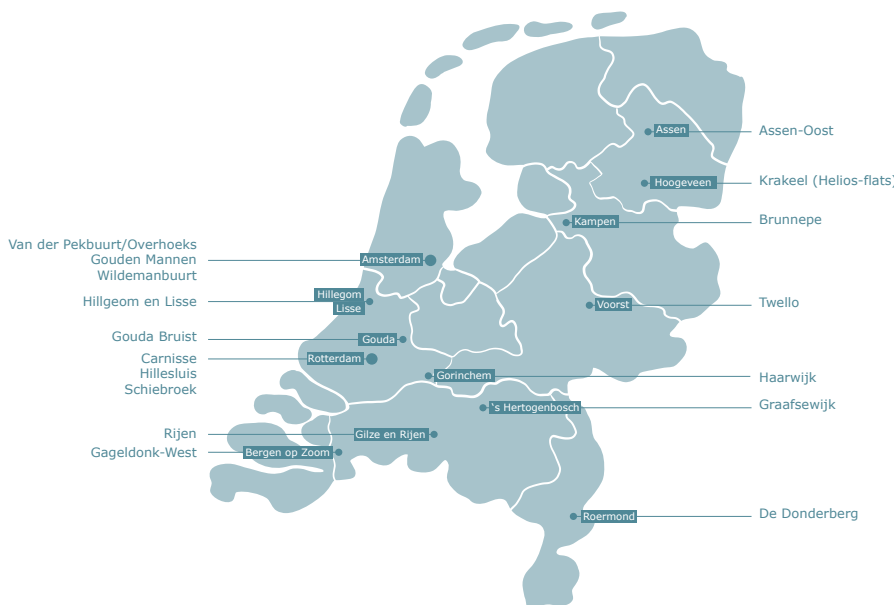 Assen
Assen-Oost
Hoogeveen
Krakeel (Helios-flats)
Kampen
Brunnepe
Van der Pekbuurt/Overhoeks
Gouden Mannen
Wildemanbuurt
Amsterdam
Hillgeom en Lisse
Hillegom
Lisse
Voorst
Twello
Gouda Bruist
Gouda
Carnisse
Hillesluis
Schiebroek
Rotterdam
Gorinchem
Haarwijk
's Hertogenbosch
Graafsewijk
Rijen
Gilze en Rijen
Gageldonk-West
Bergen op Zoom
Roermond
De Donderberg